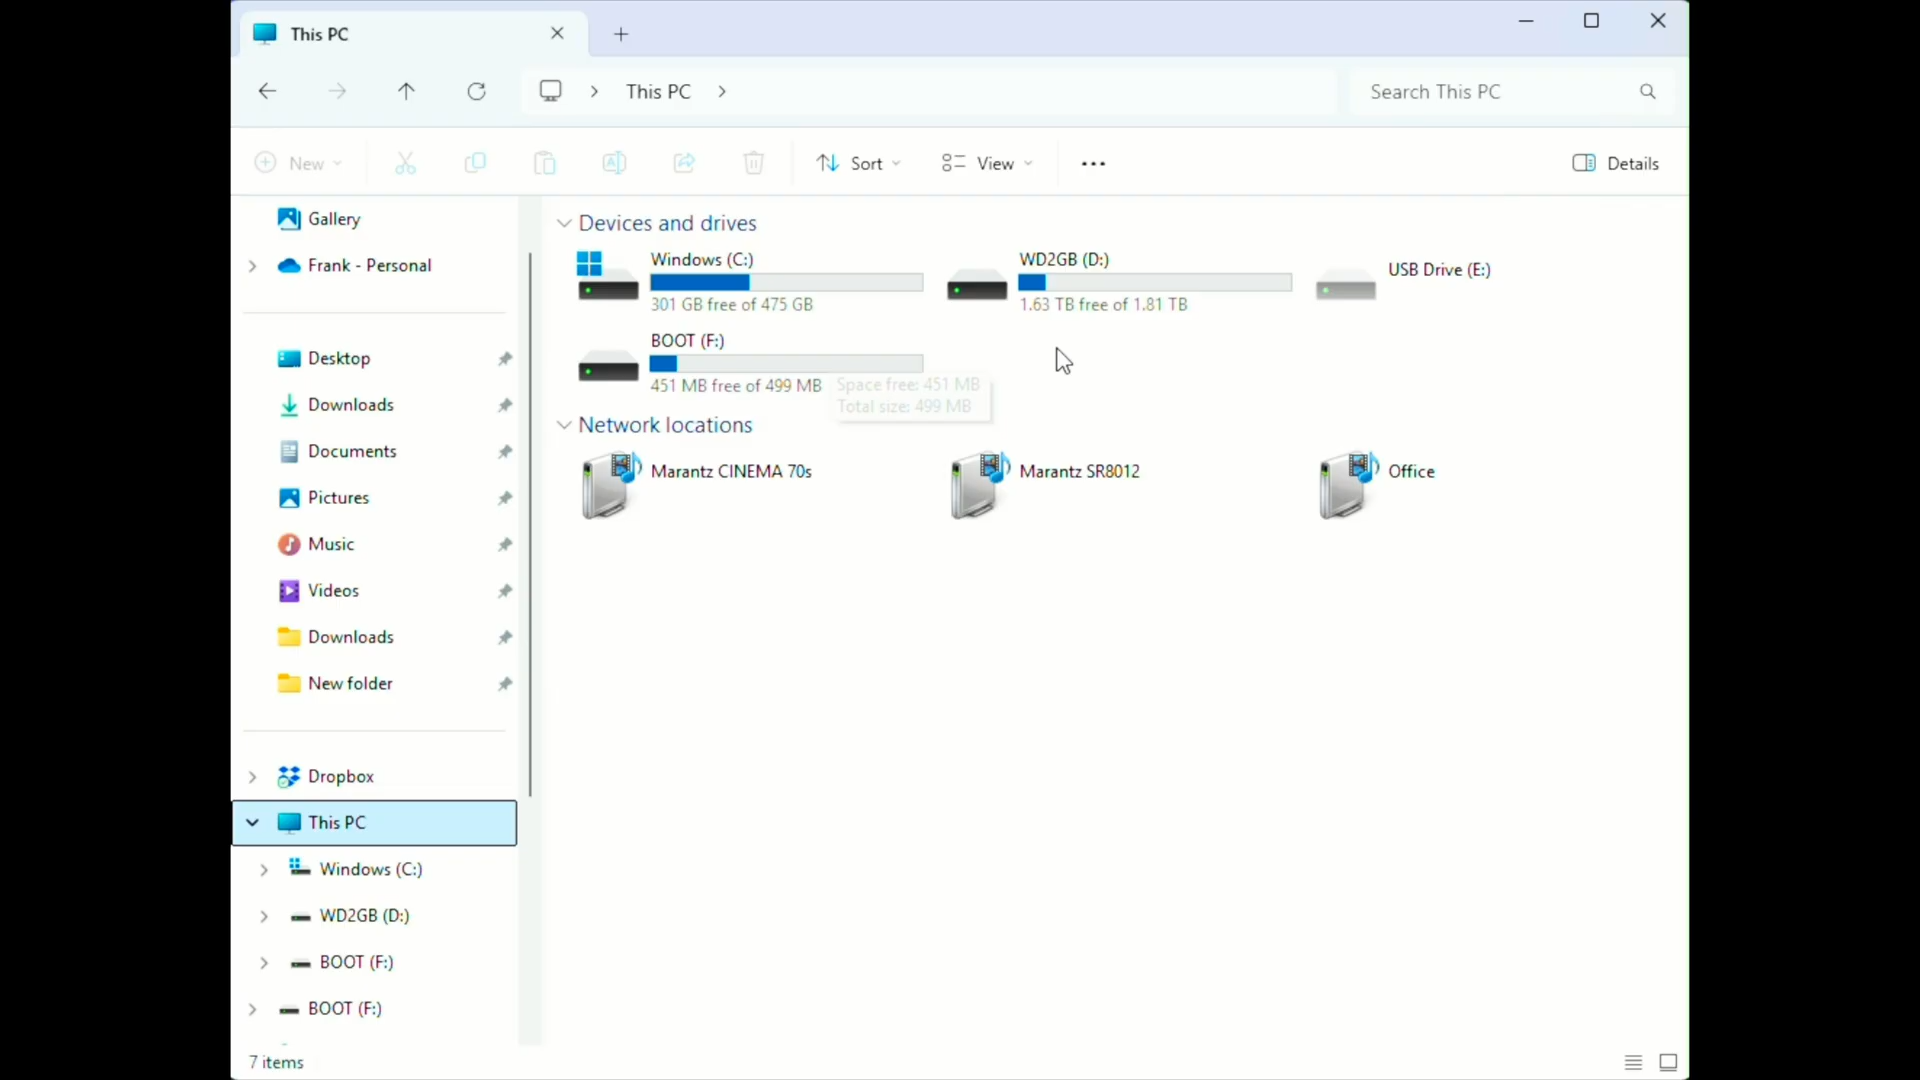 This PC
This PC
Search This PC
New
Sort
View
Details
Gallery
Frank - Personal
Desktop
Downloads
Documents
Pictures
Music
Videos
Downloads
New folder
Dropbox
This PC
Windows (C:)
WD2GB (D:)
BOOT (F:)
BOOT (F:)
Devices and drives
Windows (C:)
301 GB free of 475 GB
WD2GB (D:)
1.63 TB free of 1.81 TB
USB Drive (E:)
BOOT (F:)
451 MB free of 499 MB
Space free: 451 MB
Total size: 499 MB
Network locations
Marantz CINEMA 70s
Marantz SR8012
Office
7 items